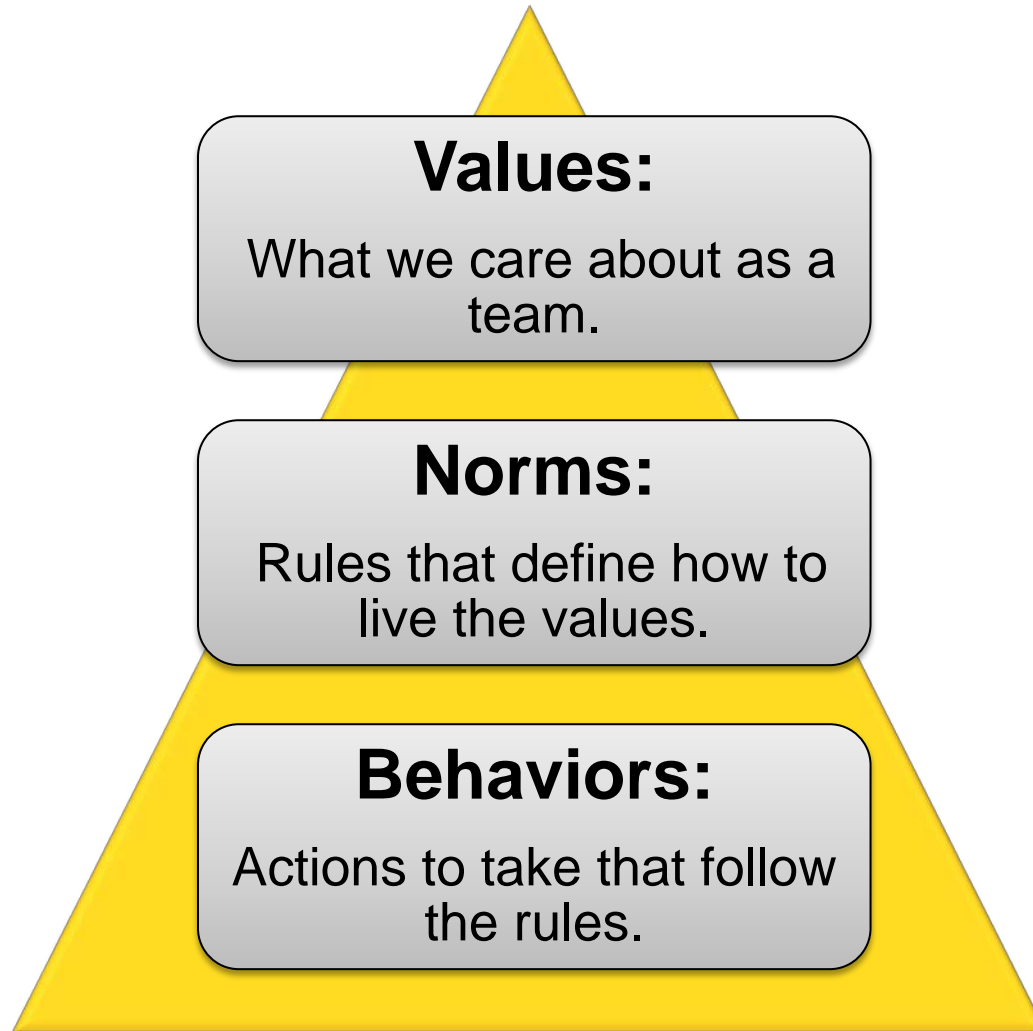 Values:
What we care about as a
team.
Norms:
Rules that define how to
live the values.
Behaviors:
Actions to take that follow
the rules.